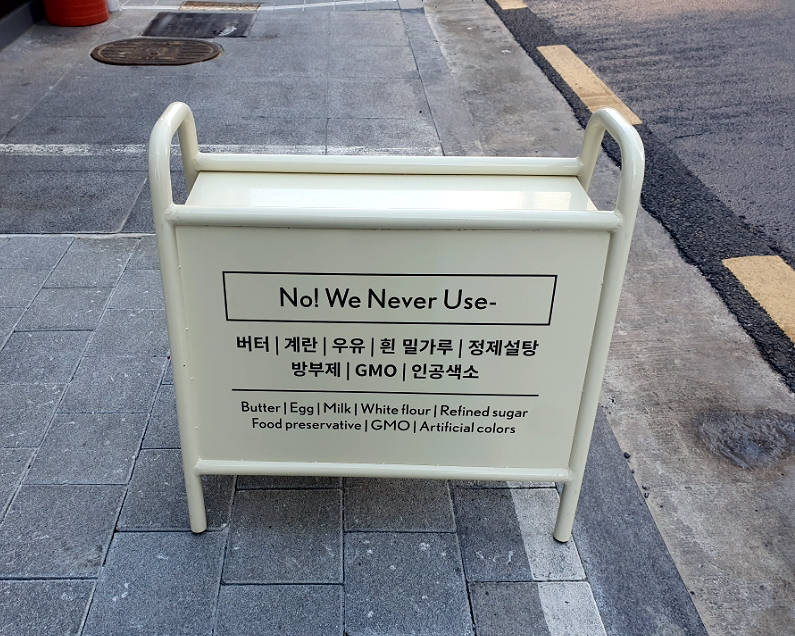 No! We Never Use-
버터 | 계란 | 우유 | 흰 밀가루 | 정제설탕
방부제 | GMO | 인공색소
Butter | Egg | Milk | White flour | Refined sugar
Food preservative | GMO | Artificial colors